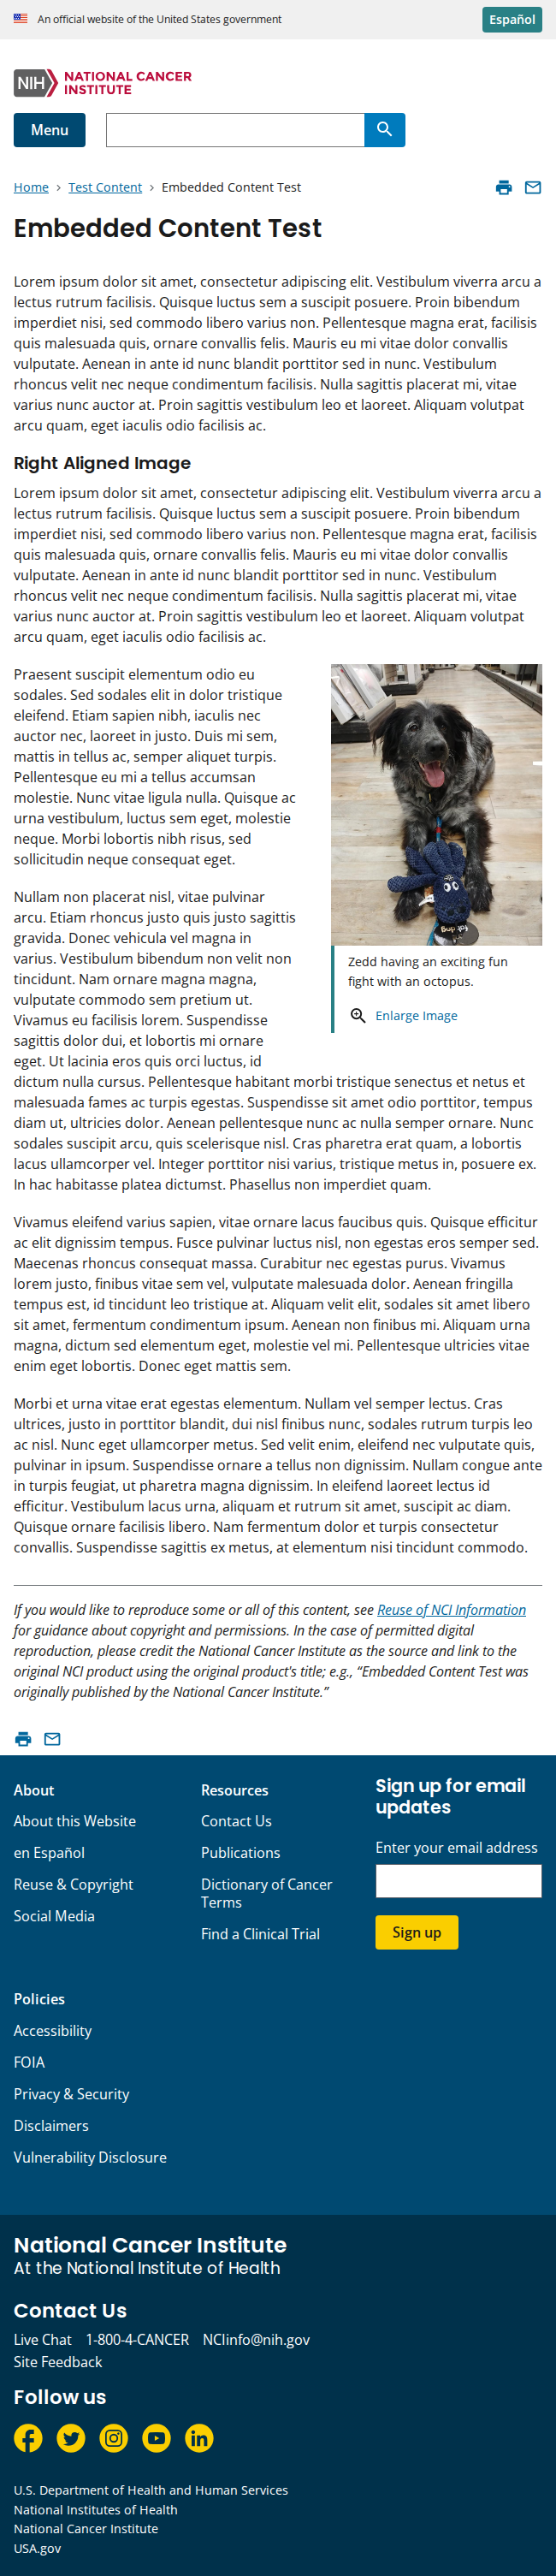 An official website of the United States government
Español
NIH NATIONAL CANCER INSTITUTE
Menu
Home > Test Content > Embedded Content Test
Embedded Content Test
Lorem ipsum dolor sit amet, consectetur adipiscing elit. Vestibulum viverra arcu a
lectus rutrum facilisis. Quisque luctus sem a suscipit posuere. Proin bibendum
imperdiet nisi, sed commodo libero varius non. Pellentesque magna erat, facilisis
quis malesuada quis, ornare convallis felis. Mauris eu mi vitae dolor convallis
vulputate. Aenean in ante id nunc blandit porttitor sed in nunc. Vestibulum
rhoncus velit nec neque condimentum facilisis. Nulla sagittis placerat mi, vitae
varius nunc auctor at. Proin sagittis vestibulum leo et laoreet. Aliquam volutpat
arcu quam, eget iaculis odio facilisis ac.
Right Aligned Image
Lorem ipsum dolor sit amet, consectetur adipiscing elit. Vestibulum viverra arcu a
lectus rutrum facilisis. Quisque luctus sem a suscipit posuere. Proin bibendum
imperdiet nisi, sed commodo libero varius non. Pellentesque magna erat, facilisis
quis malesuada quis, ornare convallis felis. Mauris eu mi vitae dolor convallis
vulputate. Aenean in ante id nunc blandit porttitor sed in nunc. Vestibulum
rhoncus velit nec neque condimentum facilisis. Nulla sagittis placerat mi, vitae
varius nunc auctor at. Proin sagittis vestibulum leo et laoreet. Aliquam volutpat
arcu quam, eget iaculis odio facilisis ac.
Praesent suscipit elementum odio eu
sodales. Sed sodales elit in dolor tristique
eleifend. Etiam sapien nibh, iaculis nec
auctor nec, laoreet in justo. Duis mi sem,
mattis in tellus ac, semper aliquet turpis.
Pellentesque eu mi a tellus accumsan
molestie. Nunc vitae ligula nulla. Quisque ac
urna vestibulum, luctus sem eget, molestie
neque. Morbi lobortis nibh risus, sed
sollicitudin neque consequat eget.
fat dog
Zedd having an exciting fun
fight with an octopus.
Enlarge Image
Nullam non placerat nisl, vitae pulvinar
arcu. Etiam rhoncus justo quis justo sagittis
gravida. Donec vehicula vel magna in
varius. Vestibulum bibendum non velit non
tincidunt. Nam ornare magna magna,
vulputate commodo sem pretium ut.
Vivamus eu facilisis lorem. Suspendisse
sagittis dolor dui, et lobortis mi ornare
eget. Ut lacinia eros quis orci luctus, id
dictum nulla cursus. Pellentesque habitant morbi tristique senectus et netus et
malesuada fames ac turpis egestas. Suspendisse sit amet odio porttitor, tempus
diam ut, ultricies dolor. Aenean pellentesque nunc ac nulla semper ornare. Nunc
sodales suscipit arcu, quis scelerisque nisl. Cras pharetra erat quam, a lobortis
lacus ullamcorper vel. Integer porttitor nisi varius, tristique metus in, posuere ex.
In hac habitasse platea dictumst. Phasellus non imperdiet quam.
Vivamus eleifend varius sapien, vitae ornare lacus faucibus quis. Quisque efficitur
ac elit dignissim tempus. Fusce pulvinar luctus nisl, non egestas eros semper sed.
Maecenas rhoncus consequat massa. Curabitur nec egestas purus. Vivamus
lorem justo, finibus vitae sem vel, vulputate malesuada dolor. Aenean fringilla
tempus est, id tincidunt leo tristique at. Aliquam velit elit, sodales sit amet libero
sit amet, fermentum condimentum ipsum. Aenean non finibus mi. Aliquam urna
magna, dictum sed elementum eget, molestie vel mi. Pellentesque ultricies vitae
enim eget lobortis. Donec eget mattis sem.
Morbi et urna vitae erat egestas elementum. Nullam vel semper lectus. Cras
ultrices, justo in porttitor blandit, dui nisl finibus nunc, sodales rutrum turpis leo
ac nisl. Nunc eget ullamcorper metus. Sed velit enim, eleifend nec vulputate quis,
pulvinar in ipsum. Suspendisse ornare a tellus non dignissim. Nullam congue ante
in turpis feugiat, ut pharetra magna dignissim. In eleifend laoreet lectus id
efficitur. Vestibulum lacus urna, aliquam et rutrum sit amet, suscipit ac diam.
Quisque ornare facilisis libero. Nam fermentum dolor et turpis consectetur
convallis. Suspendisse sagittis ex metus, at elementum nisi tincidunt commodo.
If you would like to reproduce some or all of this content, see Reuse of NCI Information
for guidance about copyright and permissions. In the case of permitted digital
reproduction, please credit the National Cancer Institute as the source and link to the
original NCI product using the original product's title; e.g., “Embedded Content Test was
originally published by the National Cancer Institute.”
About
About this Website
en Español
Reuse & Copyright
Social Media
Resources
Contact Us
Publications
Dictionary of Cancer
Terms
Find a Clinical Trial
Sign up for email
updates
Enter your email address
Sign up
Policies
Accessibility
FOIA
Privacy & Security
Disclaimers
Vulnerability Disclosure
National Cancer Institute
At the National Institute of Health
Contact Us
Live Chat 1-800-4-CANCER NCIinfo@nih.gov
Site Feedback
Follow us
U.S. Department of Health and Human Services
National Institutes of Health
National Cancer Institute
USA.gov